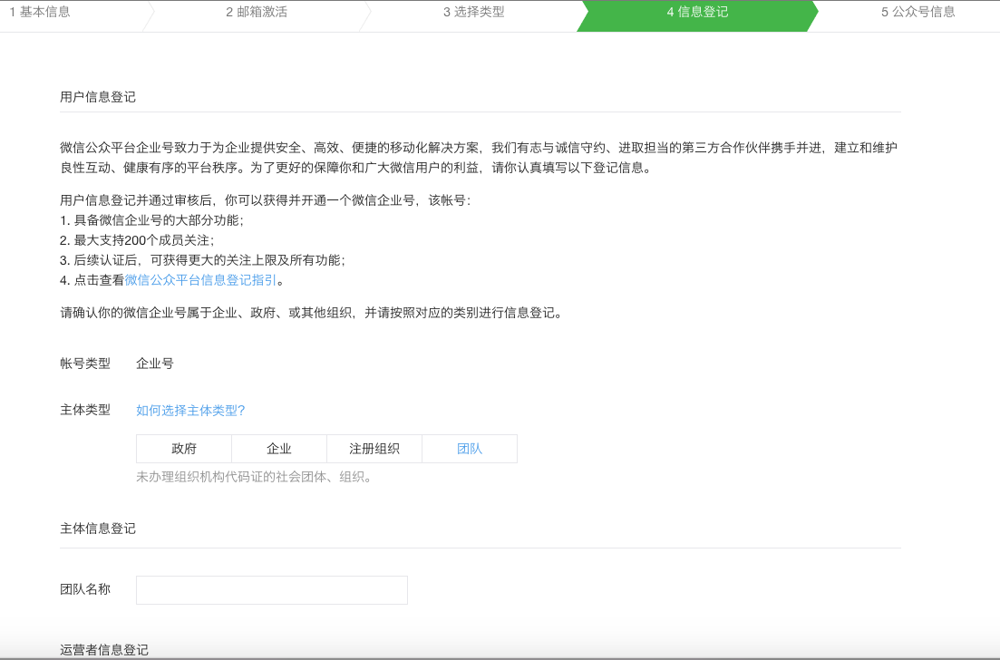 1 基本信息
2 邮箱激活
3 选择类型
4 信息登记
5 公众号信息
用户信息登记
微信公众平台企业号致力于为企业提供安全、高效、便捷的移动化解决方案，我们有志与诚信守约、进取担当的第三方合作伙伴携手并进，建立和维护
良性互动、健康有序的平台秩序。为了更好的保障你和广大微信用户的利益，请你认真填写以下登记信息。
用户信息登记并通过审核后，你可以获得并开通一个微信企业号，该帐号：
1. 具备微信企业号的大部分功能；
2. 最大支持200个成员关注；
3. 后续认证后，可获得更大的关注上限及所有功能；
4. 点击查看微信公众平台信息登记指引。
请确认你的微信企业号属于企业、政府、或其他组织，并请按照对应的类别进行信息登记。
帐号类型 企业号
主体类型 如何选择主体类型?
政府 企业 注册组织 团队
未办理组织机构代码证的社会团体、组织。
主体信息登记
团队名称
运营者信息登记